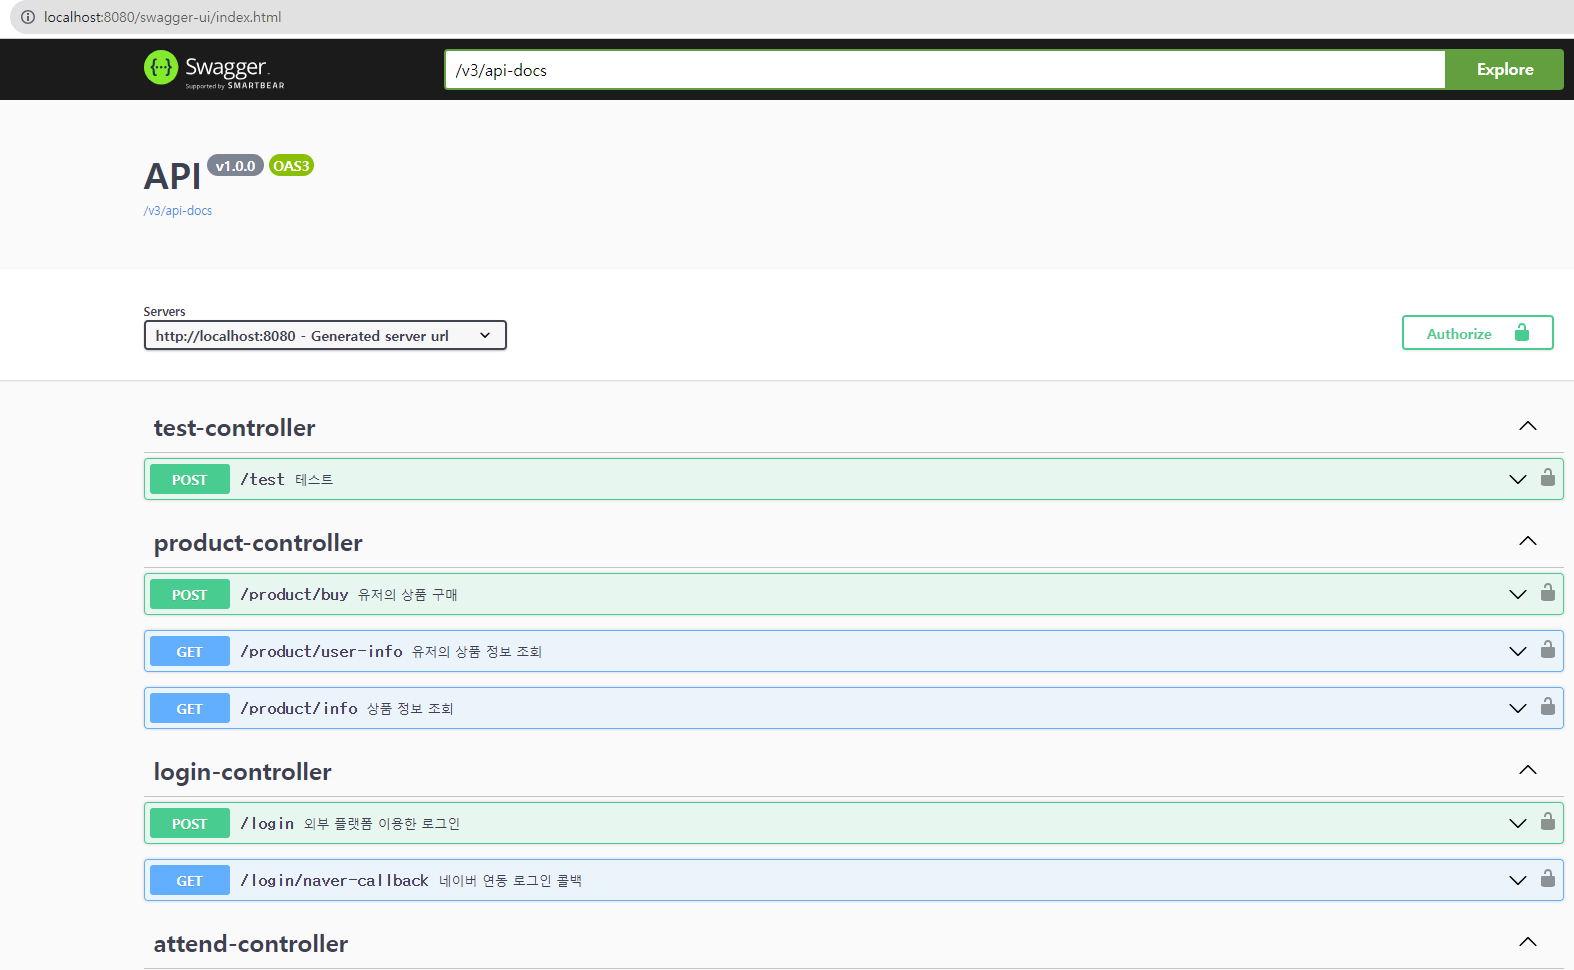 localhost:8080/swagger-ui/index.html
Swagger
Supported by SMARTBEAR
/v3/api-docs
Explore
API v1.0.0 OAS3
/v3/api-docs
Servers
http://localhost:8080 - Generated server url
Authorize
test-controller
POST /test 테스트
product-controller
POST /product/buy 유저의 상품 구매
GET /product/user-info 유저의 상품 정보 조회
GET /product/info 상품 정보 조회
login-controller
POST /login 외부 플랫폼 이용한 로그인
GET /login/naver-callback 네이버 연동 로그인 콜백
attend-controller